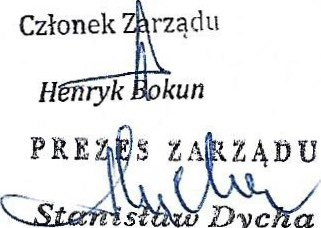 Członek Zarządu
Henryk Bokun
PREZES ZARZĄDU
Stanisław Dycha